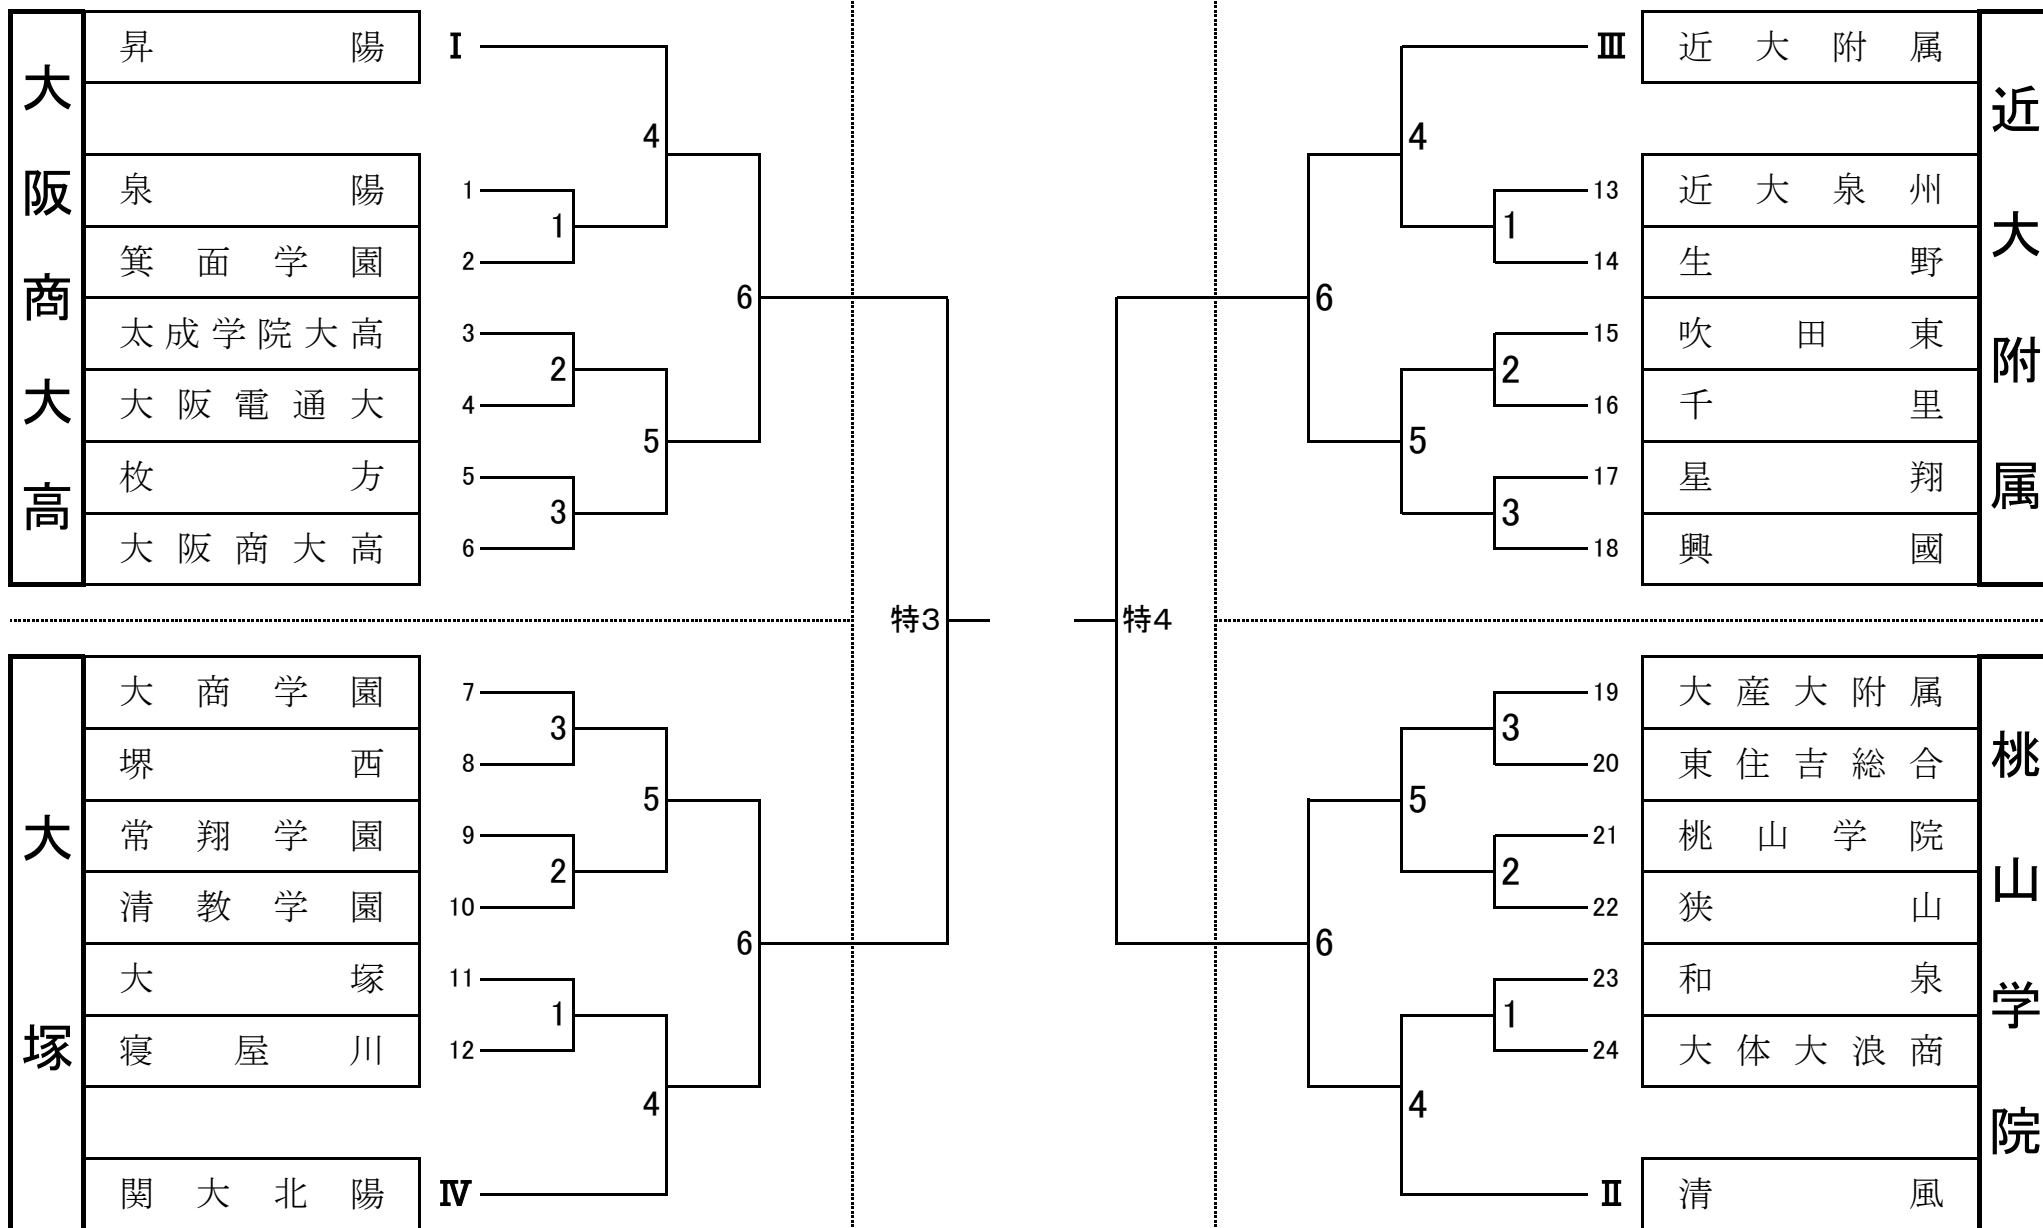 大阪商大高
昇陽 Ⅰ
泉陽 1
箕面学園 2
太成学院大高 3
大阪電通大 4
枚方 5
大阪商大高 6
4
1
6
2
5
3
大塚
大商学園 7
堺西 8
常翔学園 9
清教学園 10
大塚 11
寝屋川 12
関大北陽 Ⅳ
3
5
2
6
1
4
特3
特4
近大附属
Ⅲ 近大附属
13 近大泉州
14 生野
15 吹田東
16 千里
17 星翔
18 興國
4
1
6
2
5
3
桃山学院
19 大産大附属
20 東住吉総合
21 桃山学院
22 狭山
23 和泉
24 大体大浪商
Ⅱ 清風
3
5
2
6
1
4